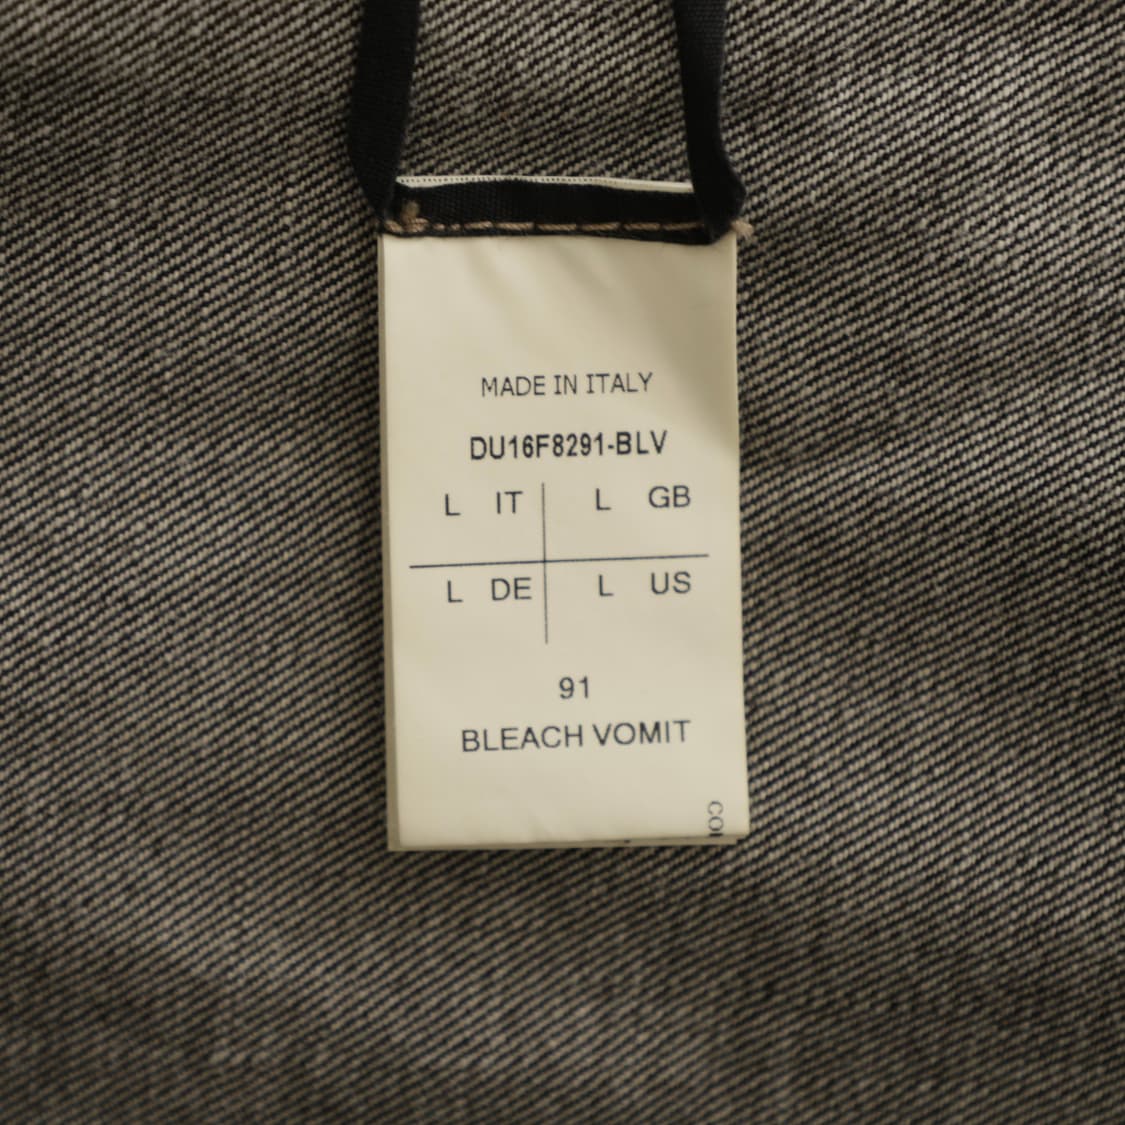 MADE IN ITALY
DU16F8291-BLV
L IT L GB
L DE L US
91
BLEACH VOMIT